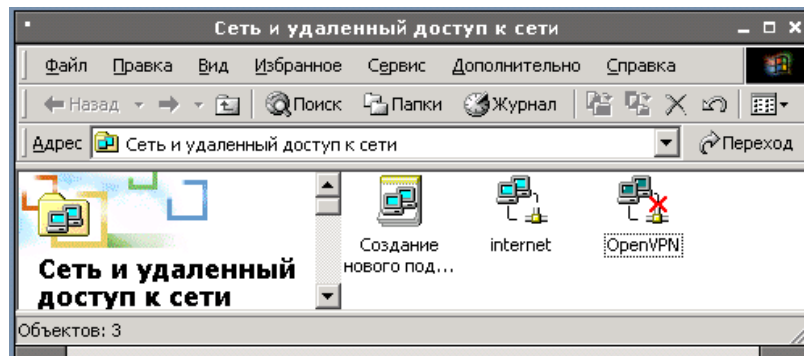 Сеть и удаленный доступ к сети
Файл Правка Вид Избранное Сервис Дополнительно Справка
Назад Поиск Папки Журнал
Адрес Сеть и удаленный доступ к сети Переход
Сеть и удаленный
доступ к сети
Создание
нового под...
internet
OpenVPN
Объектов: 3